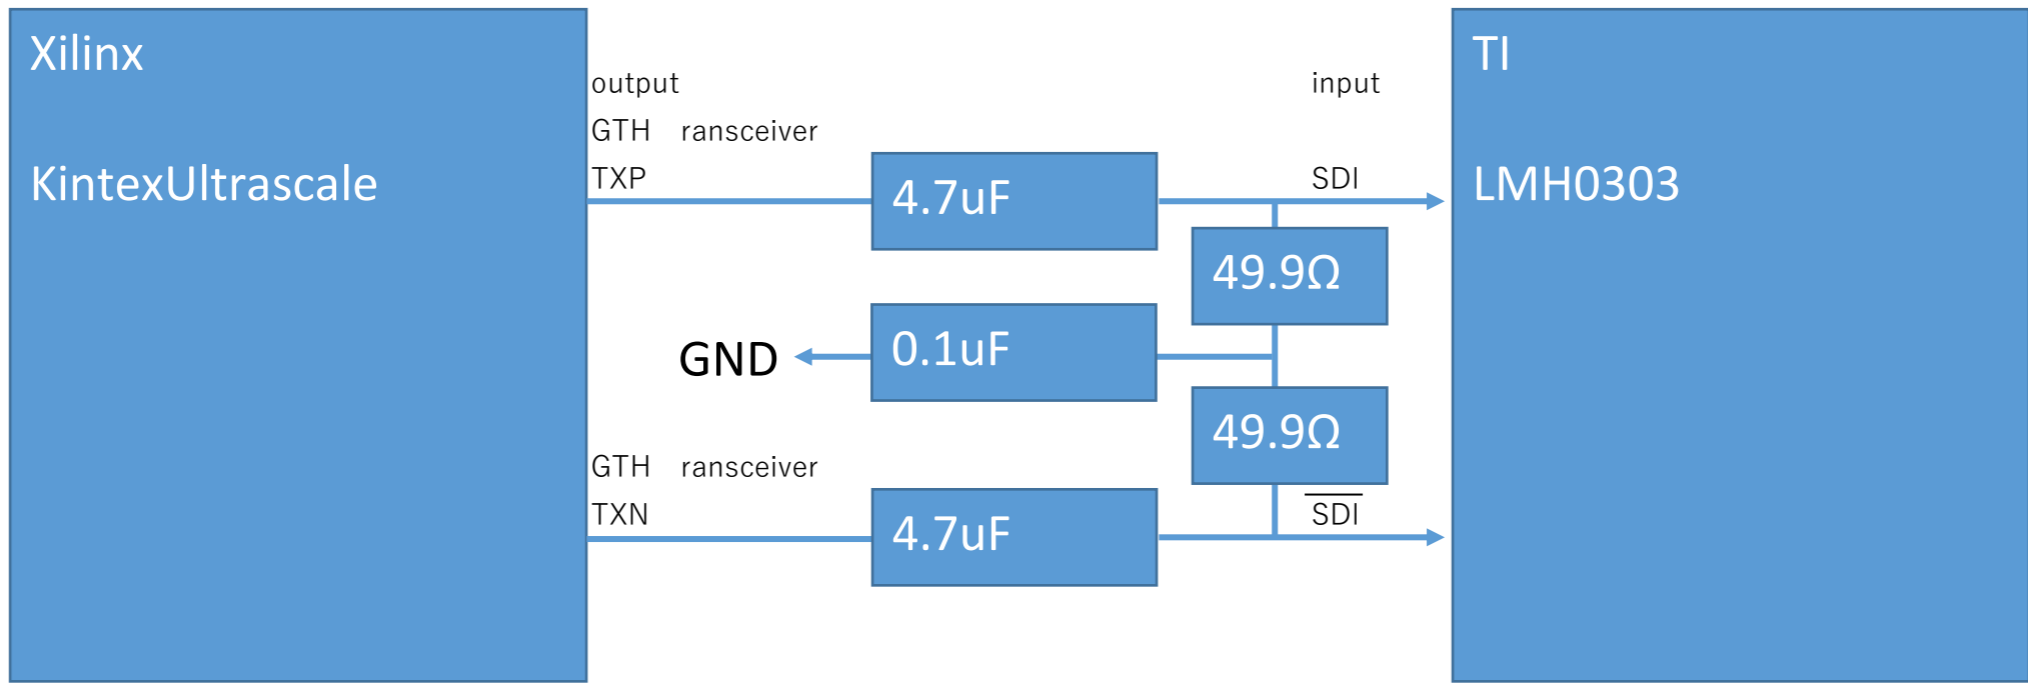 Xilinx
KintexUltrascale
output
GTH ransceiver
TXP
4.7uF
input
SDI
TI
LMH0303
49.9Ω
GND
0.1uF
49.9Ω
GTH ransceiver
TXN
4.7uF
S̅D̅I̅